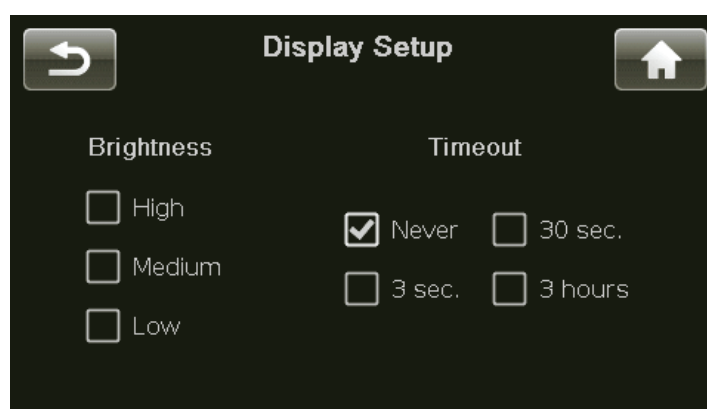 Display Setup
Brightness
High
Medium
Low
Timeout
Never
30 sec.
3 sec.
3 hours